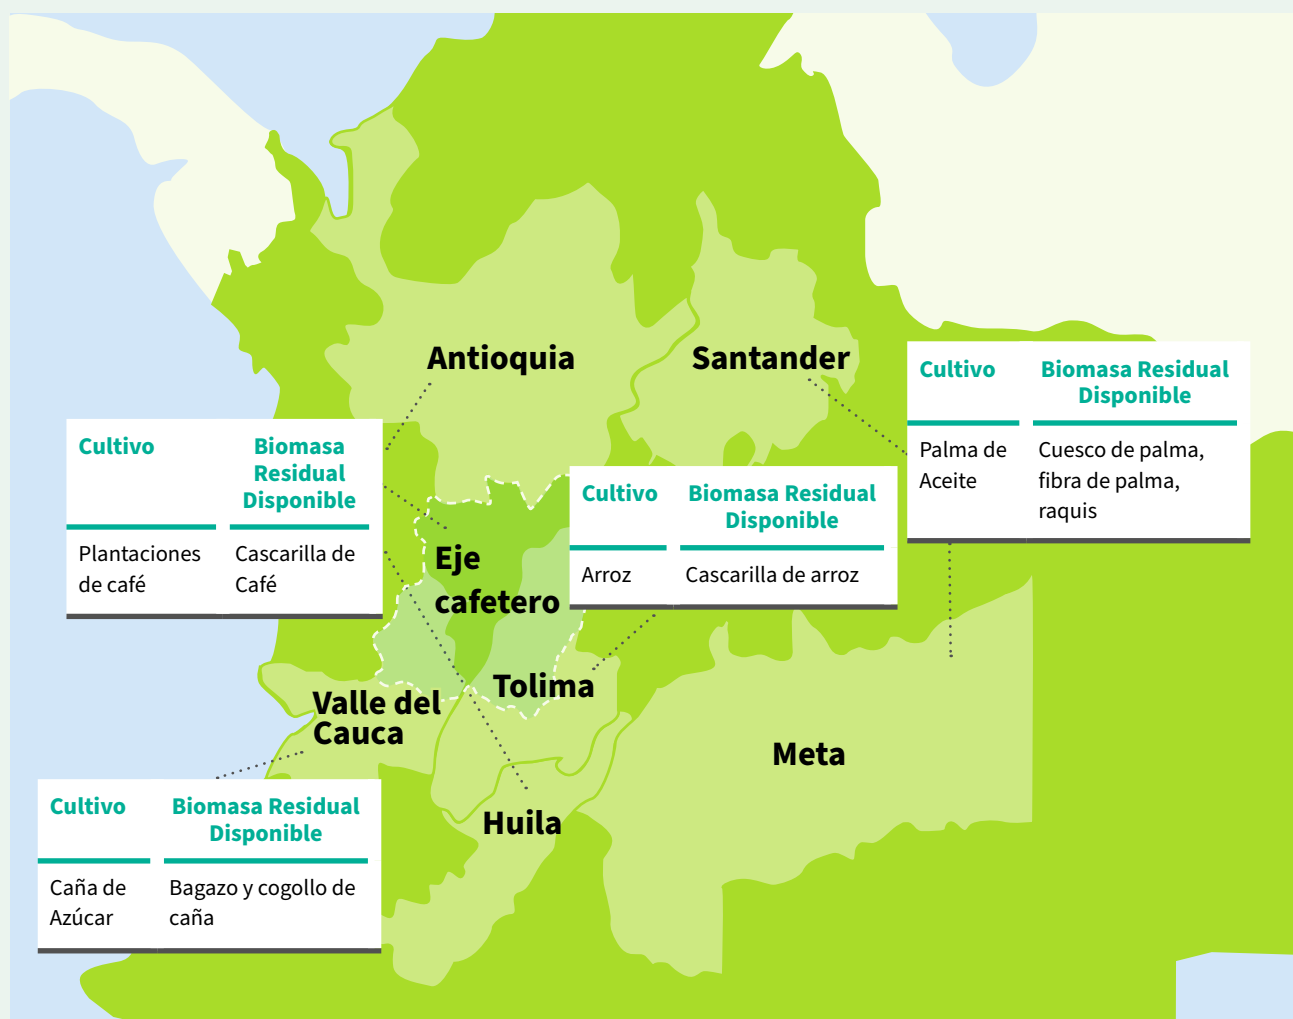 Antioquia
Santander
Cultivo
Biomasa Residual
Disponible
Palma de
Aceite
Cuesco de palma,
fibra de palma,
raquis
Cultivo
Biomasa
Residual
Disponible
Plantaciones
de café
Cascarilla de
Café
Cultivo
Biomasa Residual
Disponible
Arroz
Cascarilla de arroz
Eje
cafetero
Tolima
Valle del
Cauca
Meta
Huila
Cultivo
Biomasa Residual
Disponible
Caña de
Azúcar
Bagazo y cogollo de
caña